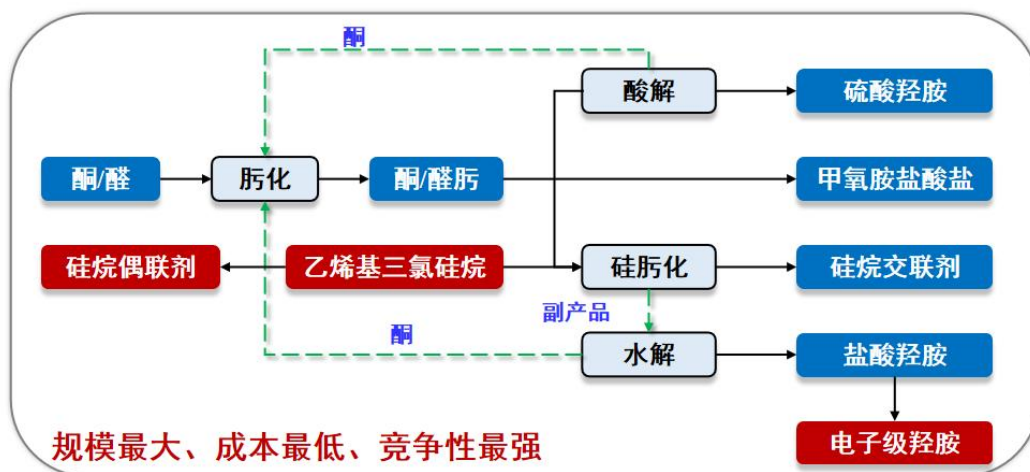 酮
酸解
硫酸羟胺
酮/醛
肟化
酮/醛肟
甲氧胺盐酸盐
硅烷偶联剂
乙烯基三氯硅烷
硅肟化
硅烷交联剂
副产品
酮
水解
盐酸羟胺
规模最大、成本最低、竞争性最强
电子级羟胺